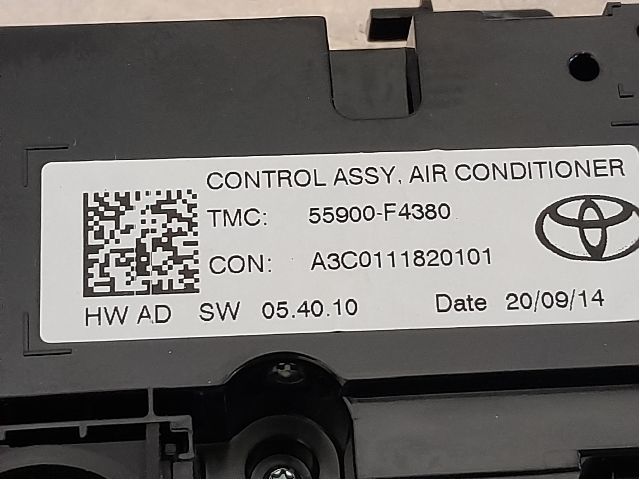 CONTROL ASSY, AIR CONDITIONER
TMC: 55900-F4380
CON: A3C0111820101
HW AD SW 05.40.10 Date 20/09/14